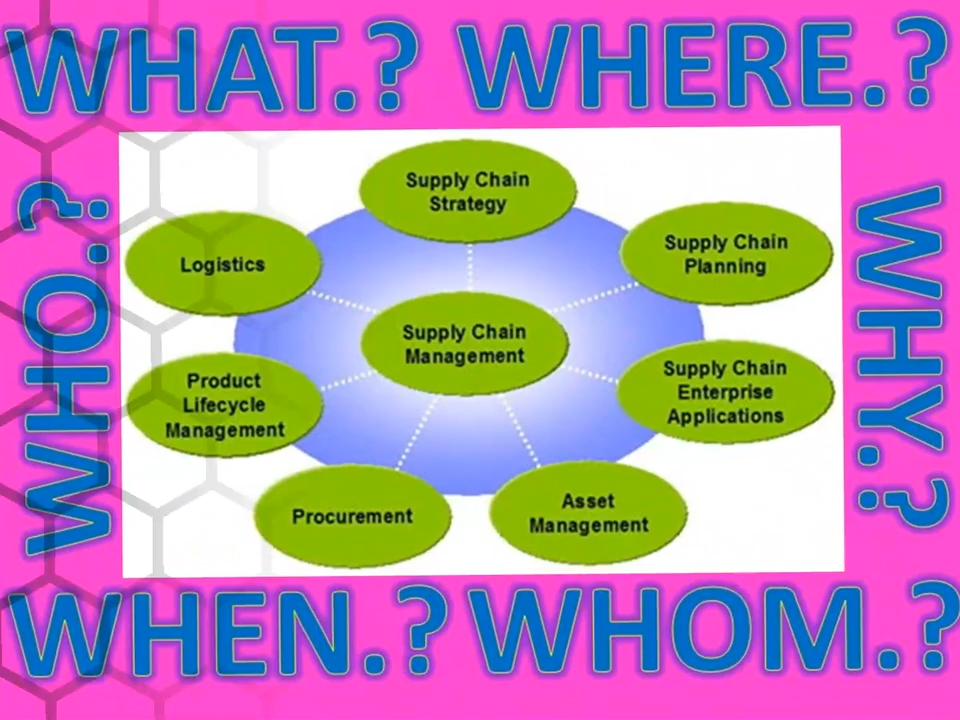 WHAT.?
WHERE.?
WHO.?
WHY.?
Supply Chain
Strategy
Logistics
Supply Chain
Planning
Supply Chain
Management
Product
Lifecycle
Management
Supply Chain
Enterprise
Applications
Procurement
Asset
Management
WHEN.?
WHOM.?